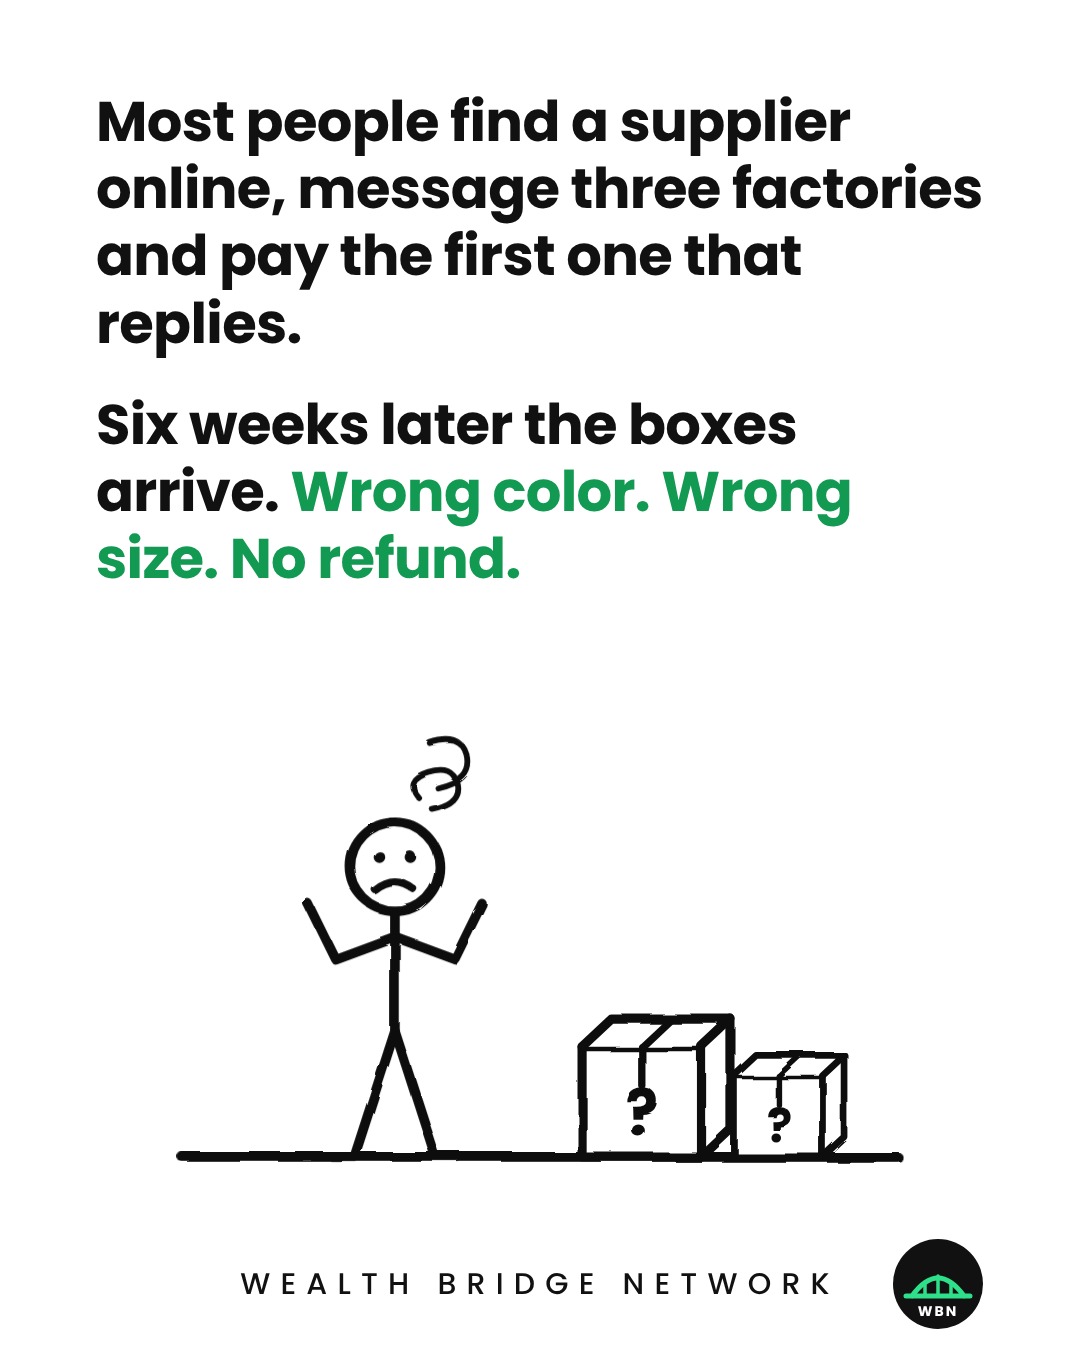 Most people find a supplier
online, message three factories
and pay the first one that
replies.
Six weeks later the boxes
arrive. Wrong color. Wrong
size. No refund.
?
?
WEALTH BRIDGE NETWORK
WBN